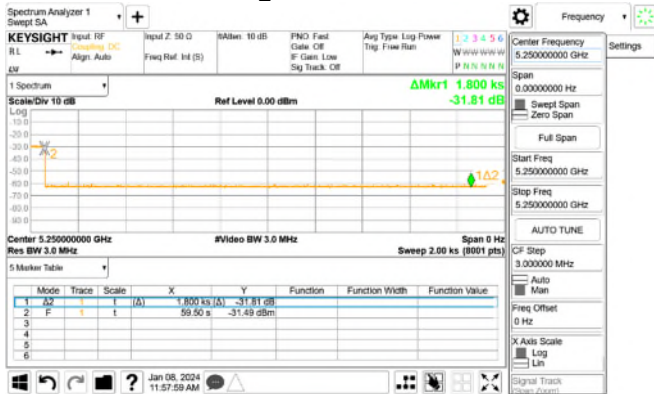 Spectrum Analyzer 1
Swept SA
Frequency
KEYSIGHT Input: RF
Input Z: 50 Ω
#Atten: 10 dB
PNO: Fast
Avg Type: Log-Power
1 2 3 4 5 6
RL
Coupling: DC
Gate: Off
Trig: Free Run
Align: Auto
Freq Ref: Int (S)
IF Gain: Low
W W W W W W
Sig Track: Off
P N N N N N
1 Spectrum
ΔMkr1 1.800 ks
Scale/Div 10 dB
Ref Level 0.00 dBm
-31.81 dB
Log
-10.0
-20.0
-30.0
-40.0
-50.0
-60.0
-70.0
-80.0
-90.0
2
1Δ2
Center 5.250000000 GHz
#Video BW 3.0 MHz
Span 0 Hz
Res BW 3.0 MHz
Sweep 2.00 ks (8001 pts)
5 Marker Table
Mode Trace Scale X Y Function Function Width Function Value
1 Δ2 1 t (Δ) 1.800 ks (Δ) -31.81 dB
2 F 1 t 59.50 s -31.49 dBm
3
4
5
6
?
Jan 08, 2024
11:57:59 AM
Center Frequency
5.250000000 GHz
Settings
Span
0.00000000 Hz
Swept Span
Zero Span
Full Span
Start Freq
5.250000000 GHz
Stop Freq
5.250000000 GHz
AUTO TUNE
CF Step
3.000000 MHz
Auto
Man
Freq Offset
0 Hz
X Axis Scale
Log
Lin
Signal Track
(Span Zoom)